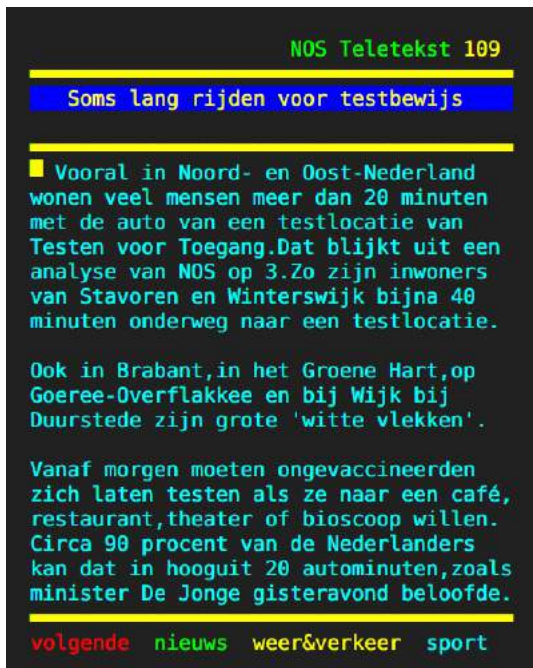 NOS Teletekst 109
Soms lang rijden voor testbewijs
Vooral in Noord- en Oost-Nederland
wonen veel mensen meer dan 20 minuten
met de auto van een testlocatie van
Testen voor Toegang.Dat blijkt uit een
analyse van NOS op 3.Zo zijn inwoners
van Stavoren en Winterswijk bijna 40
minuten onderweg naar een testlocatie.
Ook in Brabant,in het Groene Hart,op
Goeree-Overflakkee en bij Wijk bij
Duurstede zijn grote 'witte vlekken'.
Vanaf morgen moeten ongevaccineerden
zich laten testen als ze naar een café,
restaurant,theater of bioscoop willen.
Circa 90 procent van de Nederlanders
kan dat in hooguit 20 autominuten,zoals
minister De Jonge gisteravond beloofde.
volgende nieuws weer&verkeer sport